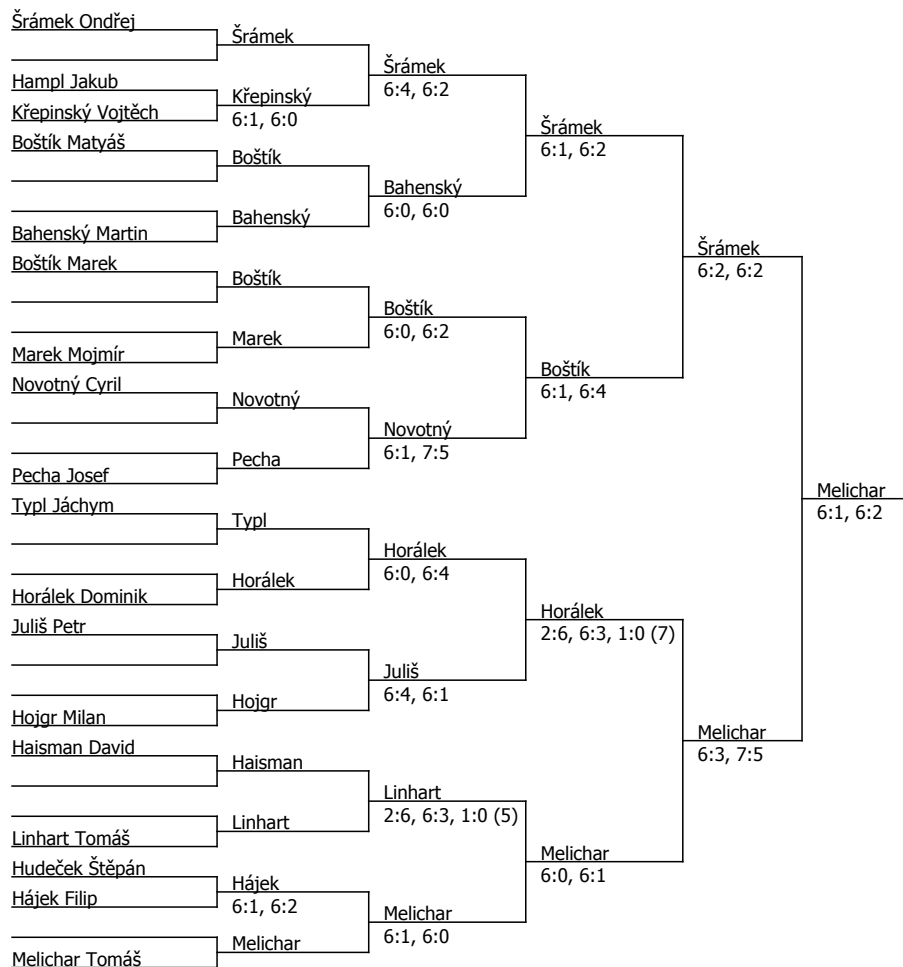 Šrámek Ondřej
Hampl Jakub
Křepinský Vojtěch
Boštík Matyáš
Bahenský Martin
Boštík Marek
Marek Mojmír
Novotný Cyril
Pecha Josef
Typl Jáchym
Horálek Dominik
Juliš Petr
Hojgr Milan
Haisman David
Linhart Tomáš
Hudeček Štěpán
Hájek Filip
Melichar Tomáš
Šrámek
Křepinský
6:1, 6:0
Boštík
Bahenský
Boštík
Marek
Novotný
Pecha
Typl
Horálek
Juliš
Hojgr
Haisman
Linhart
Hájek
6:1, 6:2
Melichar
Šrámek
6:4, 6:2
Bahenský
6:0, 6:0
Boštík
6:0, 6:2
Novotný
6:1, 7:5
Horálek
6:0, 6:4
Juliš
6:4, 6:1
Linhart
2:6, 6:3, 1:0 (5)
Melichar
6:1, 6:0
Šrámek
6:1, 6:2
Boštík
6:1, 6:4
Horálek
2:6, 6:3, 1:0 (7)
Melichar
6:0, 6:1
Šrámek
6:2, 6:2
Melichar
6:3, 7:5
Melichar
6:1, 6:2